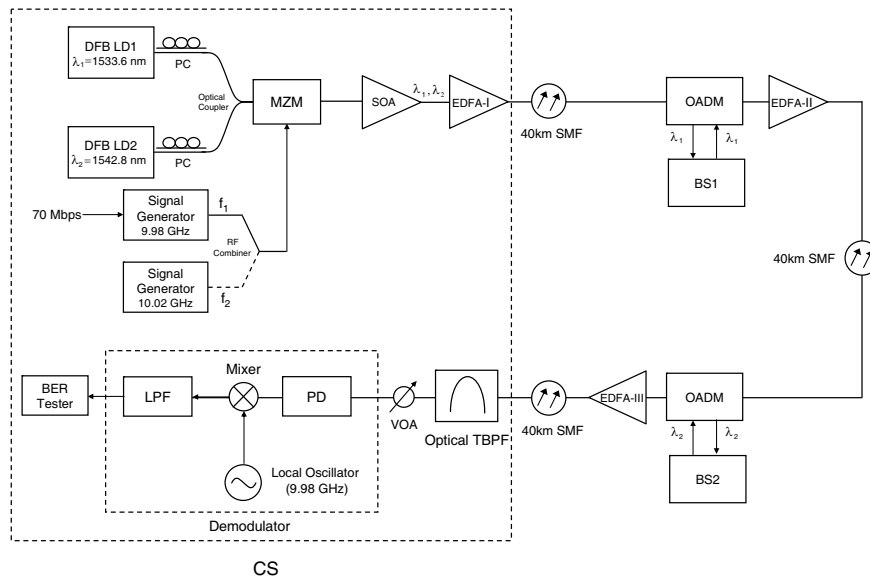 DFB LD1
λ1=1533.6 nm
PC
Optical
Coupler
DFB LD2
λ2=1542.8 nm
PC
MZM
SOA
λ1, λ2
EDFA-I
40km SMF
OADM
λ1
λ1
BS1
EDFA-II
70 Mbps
Signal
Generator
9.98 GHz
f1
RF
Combiner
Signal
Generator
10.02 GHz
f2
40km SMF
BER
Tester
LPF
Mixer
PD
VOA
Optical TBPF
40km SMF
EDFA-III
OADM
λ2
λ2
BS2
Local Oscillator
(9.98 GHz)
Demodulator
CS